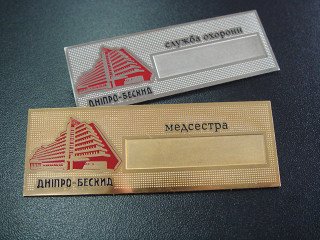 служба охорони
ДНІПРО-БЕСКИД
медсестра
ДНІПРО-БЕСКИД